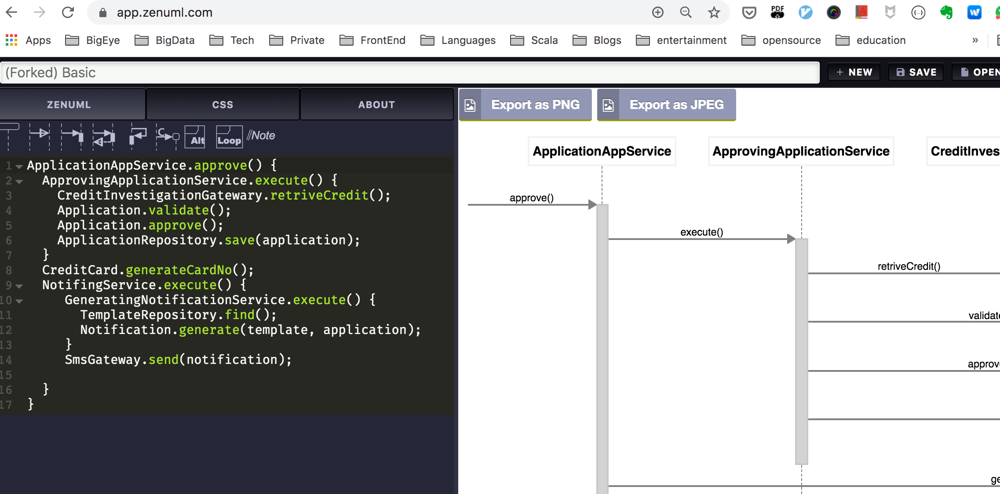 app.zenuml.com
PDF
Apps BigEye BigData Tech Private FrontEnd Languages Scala Blogs entertainment opensource education »
(Forked) Basic
+ NEW SAVE OPEN
ZENUML CSS ABOUT
Export as PNG Export as JPEG
Alt Loop //Note
1 ApplicationAppService.approve() {
2 ApprovingApplicationService.execute() {
3 CreditInvestigationGatewary.retriveCredit();
4 Application.validate();
5 Application.approve();
6 ApplicationRepository.save(application);
7 }
8 CreditCard.generateCardNo();
9 NotifingService.execute() {
10 GeneratingNotificationService.execute() {
11 TemplateRepository.find();
12 Notification.generate(template, application);
13 }
14 SmsGateway.send(notification);
15
16 }
17 }
ApplicationAppService ApprovingApplicationService CreditInves
approve()
execute()
retriveCredit()
validate
approve
ge